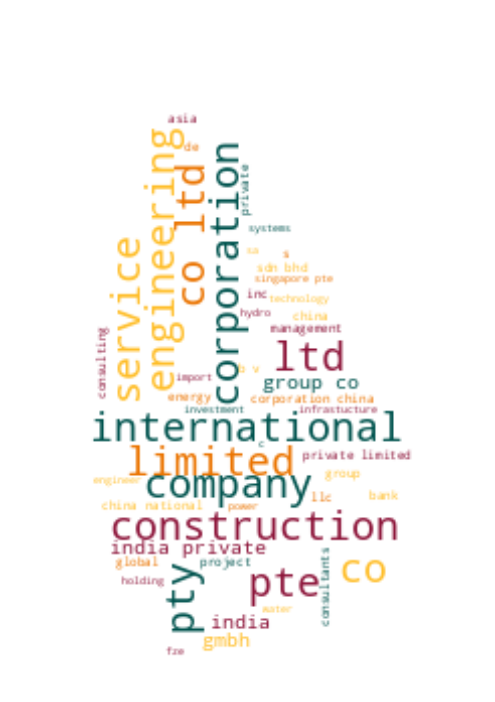 asia
de
engineering
co ltd
corporation
private
systems
service
sa
s
sdn bhd
singapore pte
inc
technology
hydro
china
management
consulting
ltd
b v
import
group co
energy
corporation china
investment
infrastucture
international
c
limited
private limited
company
group
engineer
llc
bank
china national
power
construction
india private
project
global
co
consultants
holding
pte
pty
water
india
gmbh
fze